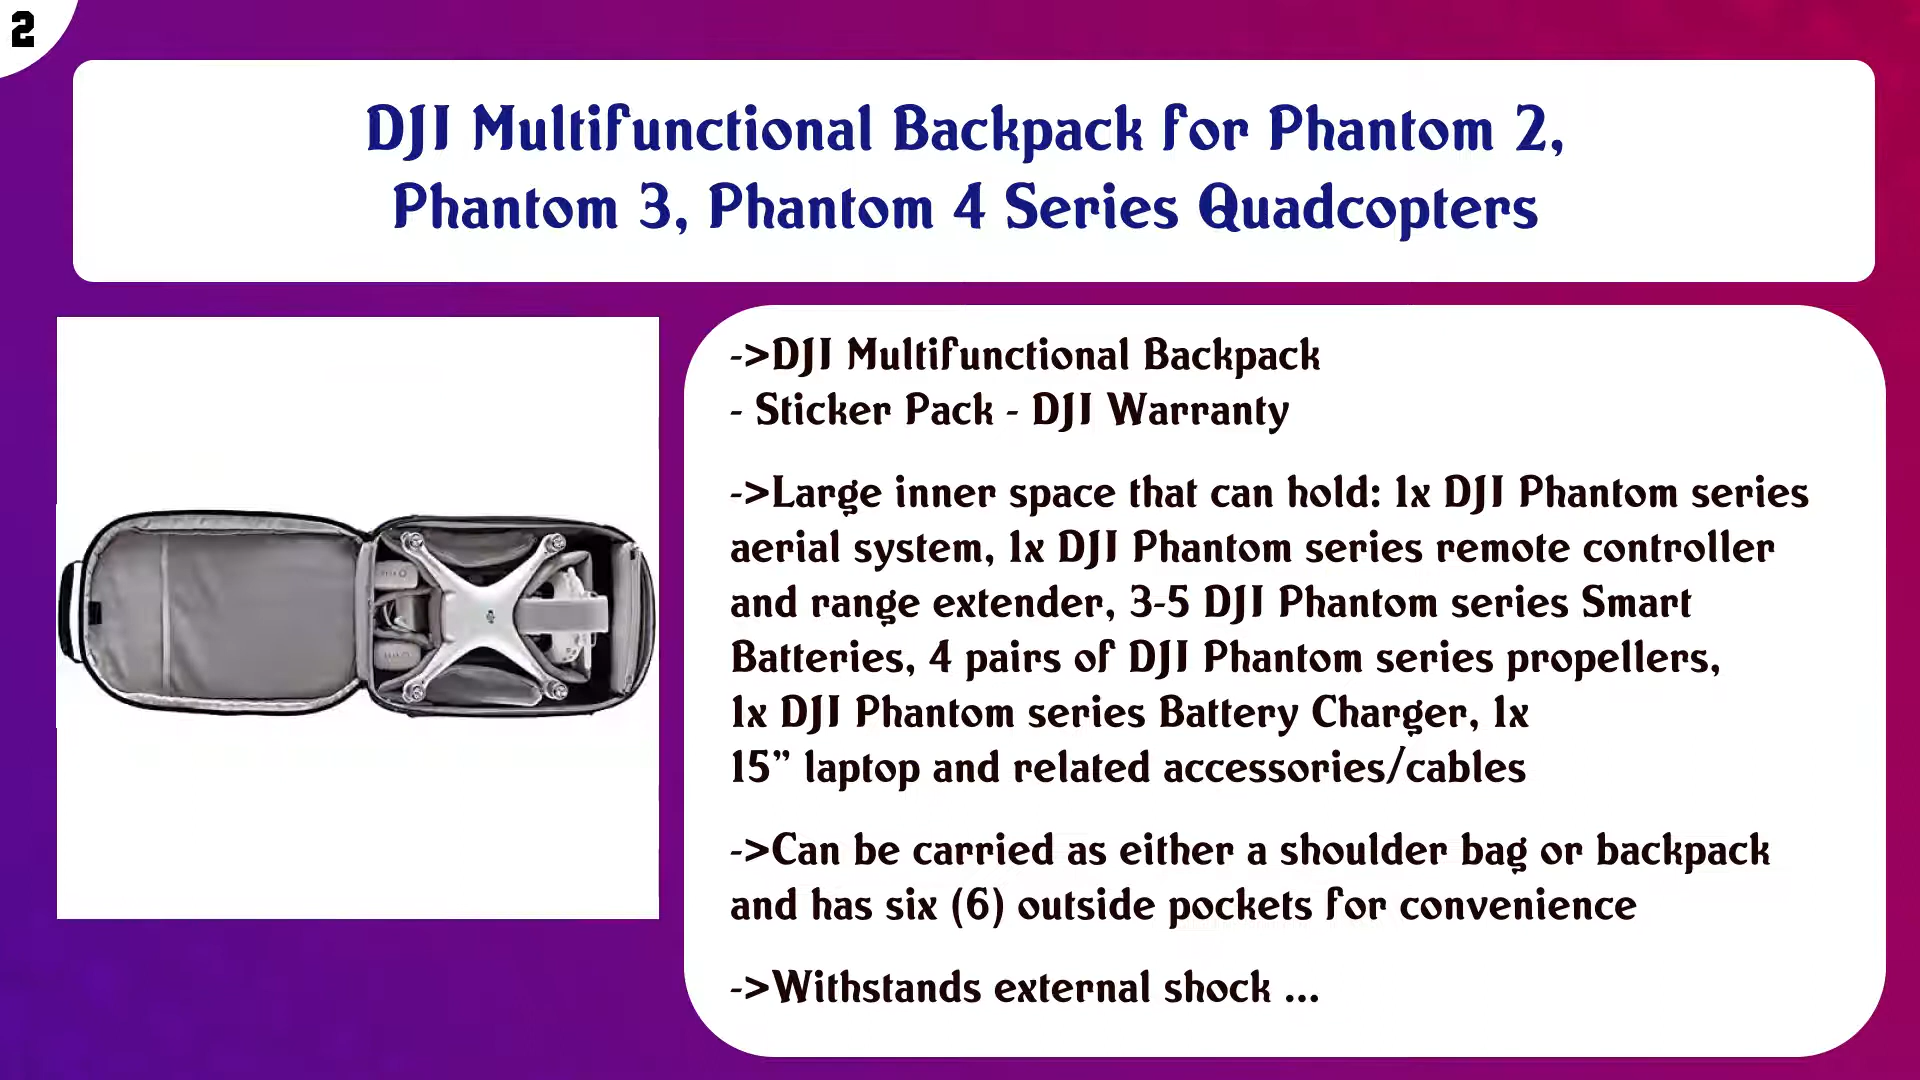 2
DJI Multifunctional Backpack for Phantom 2,
Phantom 3, Phantom 4 Series Quadcopters
->DJI Multifunctional Backpack
- Sticker Pack - DJI Warranty
->Large inner space that can hold: 1x DJI Phantom series
aerial system, 1x DJI Phantom series remote controller
and range extender, 3-5 DJI Phantom series Smart
Batteries, 4 pairs of DJI Phantom series propellers,
1x DJI Phantom series Battery Charger, 1x
15” laptop and related accessories/cables
->Can be carried as either a shoulder bag or backpack
and has six (6) outside pockets for convenience
->Withstands external shock ...